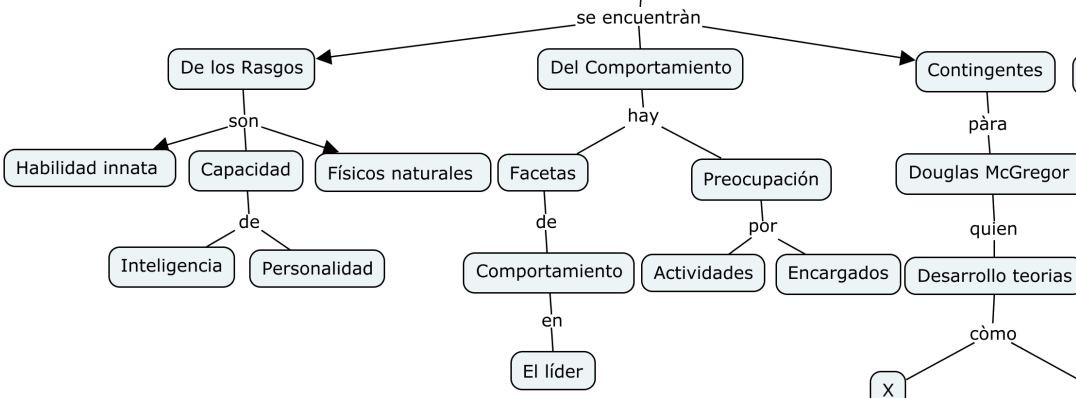 se encuentràn
De los Rasgos
Del Comportamiento
Contingentes
son
hay
pàra
Habilidad innata
Capacidad
Físicos naturales
Facetas
Preocupación
Douglas McGregor
de
de
por
quien
Inteligencia
Personalidad
Comportamiento
Actividades
Encargados
Desarrollo teorias
en
còmo
El líder
X